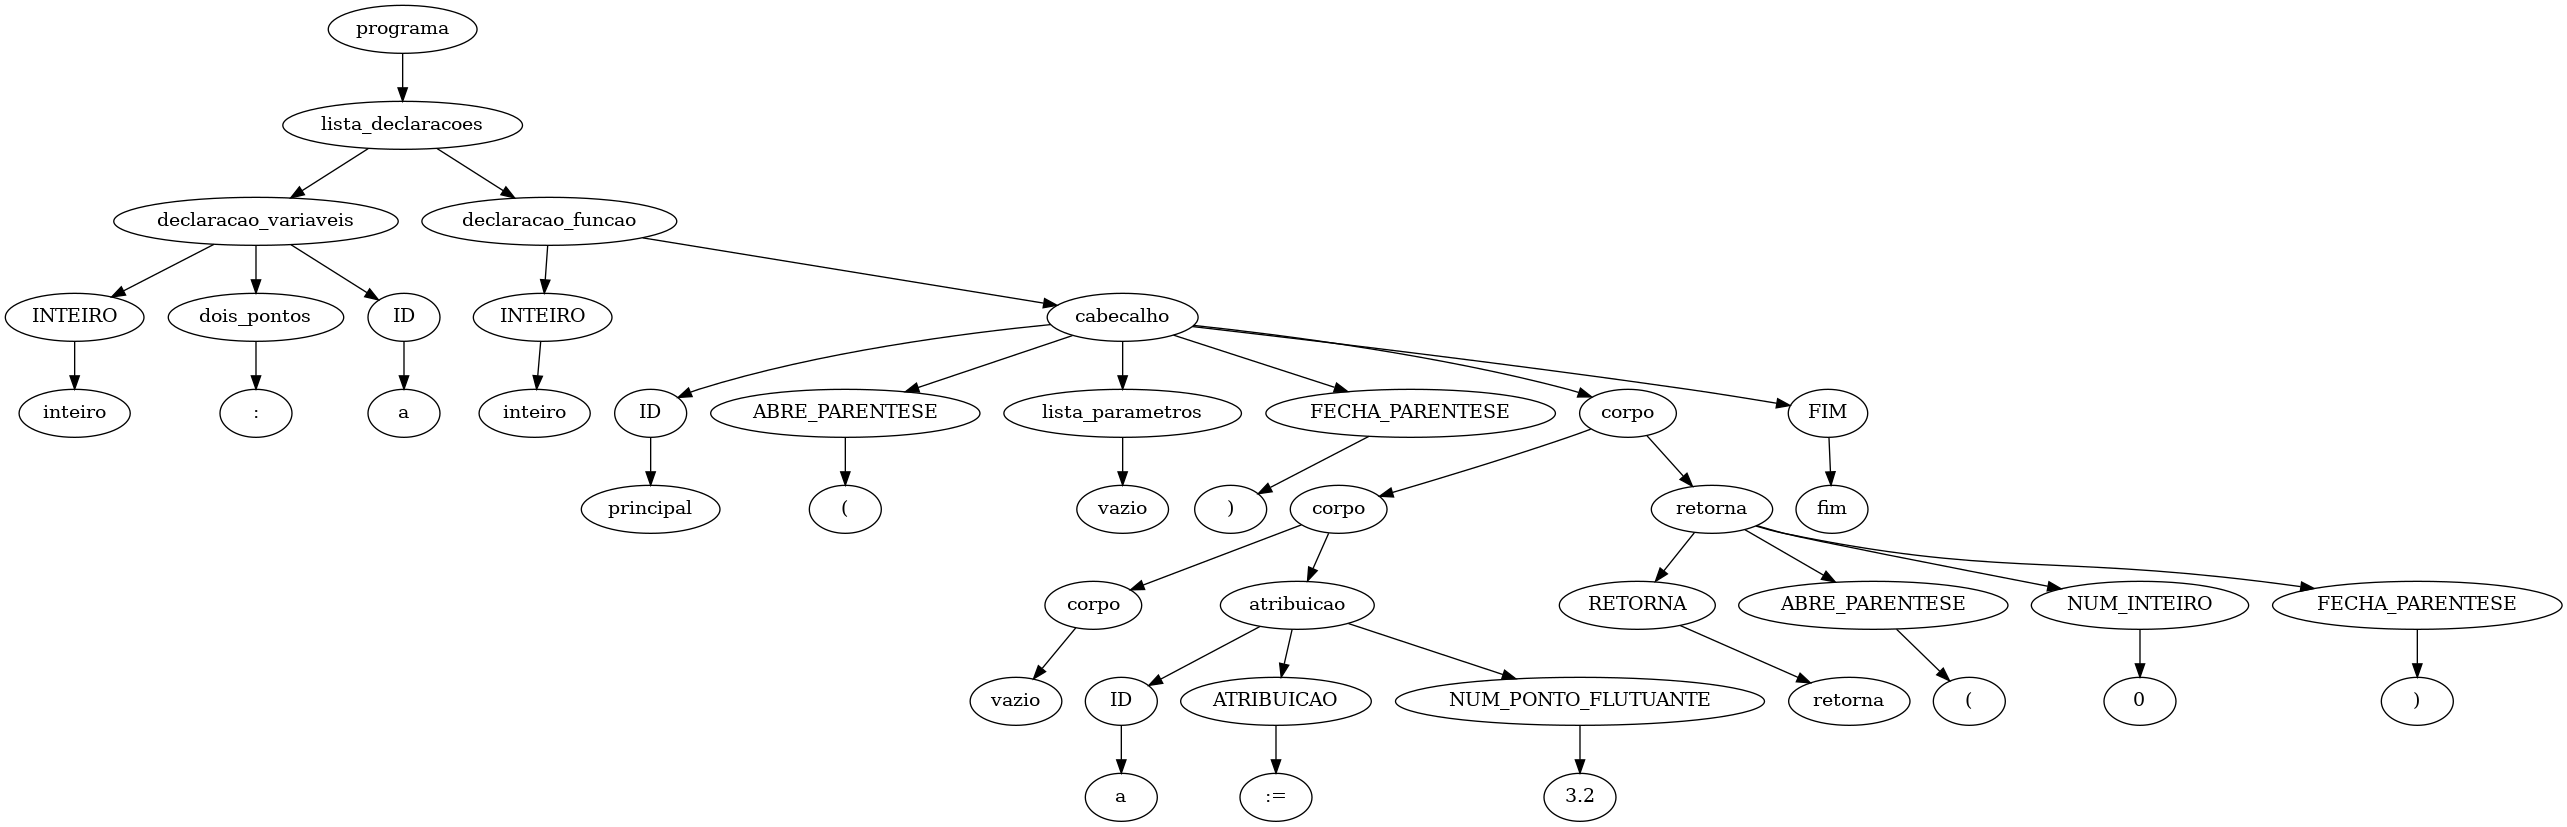 programa
lista_declaracoes
declaracao_variaveis
declaracao_funcao
INTEIRO
dois_pontos
ID
INTEIRO
cabecalho
inteiro
:
a
inteiro
ID
ABRE_PARENTESE
lista_parametros
FECHA_PARENTESE
corpo
FIM
principal
(
vazio
)
corpo
retorna
fim
corpo
atribuicao
RETORNA
ABRE_PARENTESE
NUM_INTEIRO
FECHA_PARENTESE
vazio
ID
ATRIBUICAO
NUM_PONTO_FLUTUANTE
retorna
(
0
)
a
:=
3.2